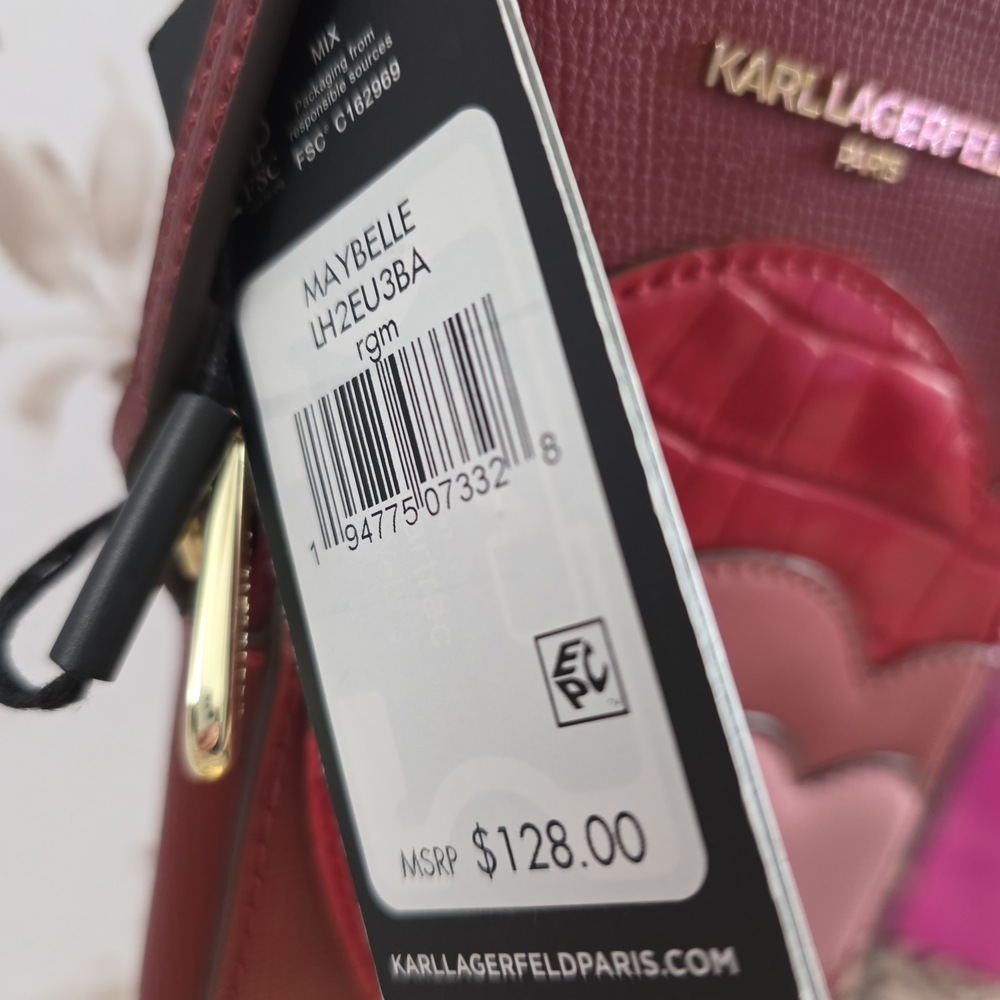 MIX
Packaging from
responsible sources
FSC® C162969
FSC
KARL LAGERFELD
PARIS
MAYBELLE
LH2EU3BA
rgm
1 94775 07332 8
EPC
MSRP $128.00
KARLLAGERFELDPARIS.COM